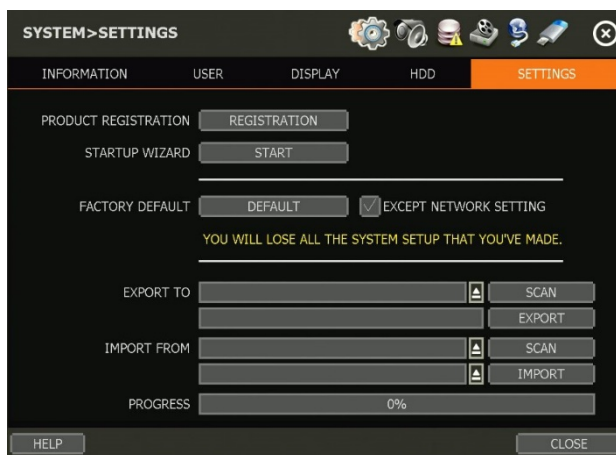 SYSTEM>SETTINGS
INFORMATION USER DISPLAY HDD SETTINGS
PRODUCT REGISTRATION REGISTRATION
STARTUP WIZARD START
FACTORY DEFAULT DEFAULT EXCEPT NETWORK SETTING
YOU WILL LOSE ALL THE SYSTEM SETUP THAT YOU'VE MADE.
EXPORT TO SCAN
EXPORT
IMPORT FROM SCAN
IMPORT
PROGRESS 0%
HELP CLOSE